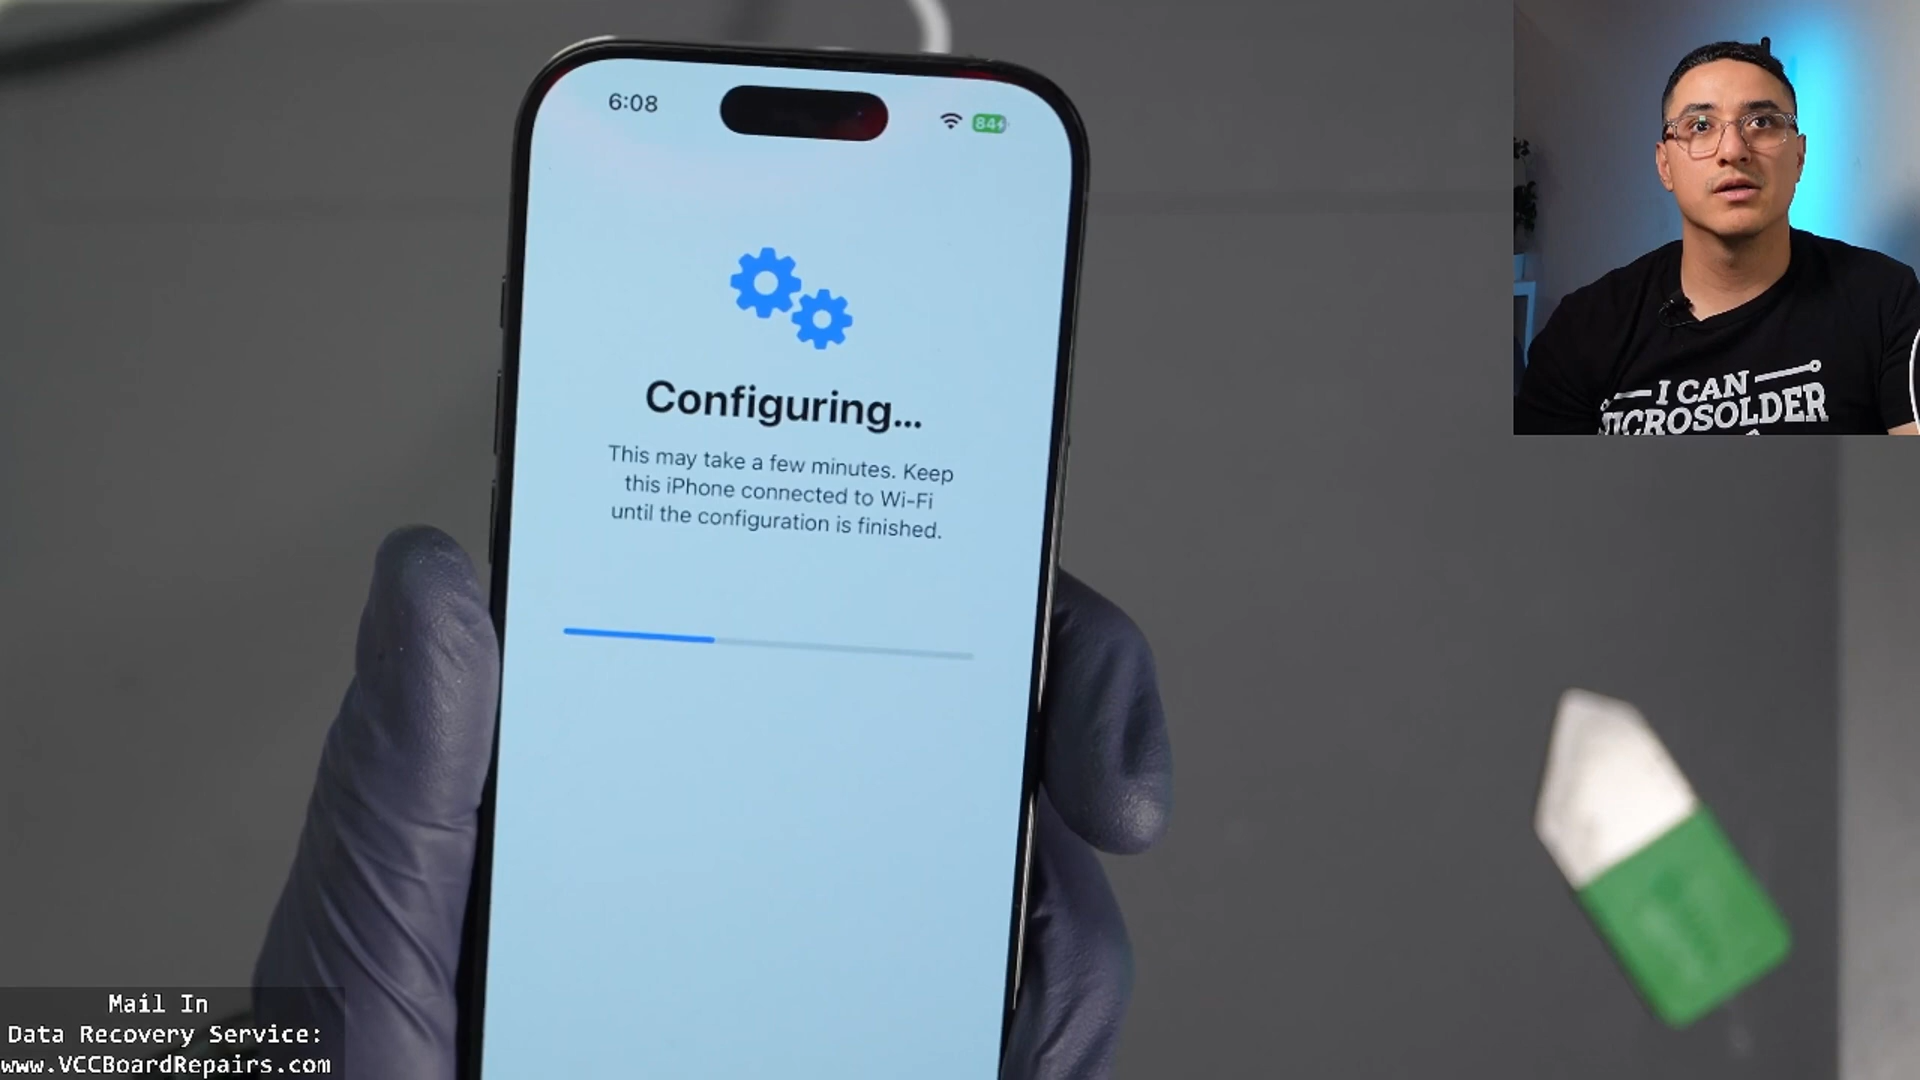 6:08
84
Configuring...
This may take a few minutes. Keep
this iPhone connected to Wi-Fi
until the configuration is finished.
I CAN
MICROSOLDER
Mail In
Data Recovery Service:
www.VCCBoardRepairs.com